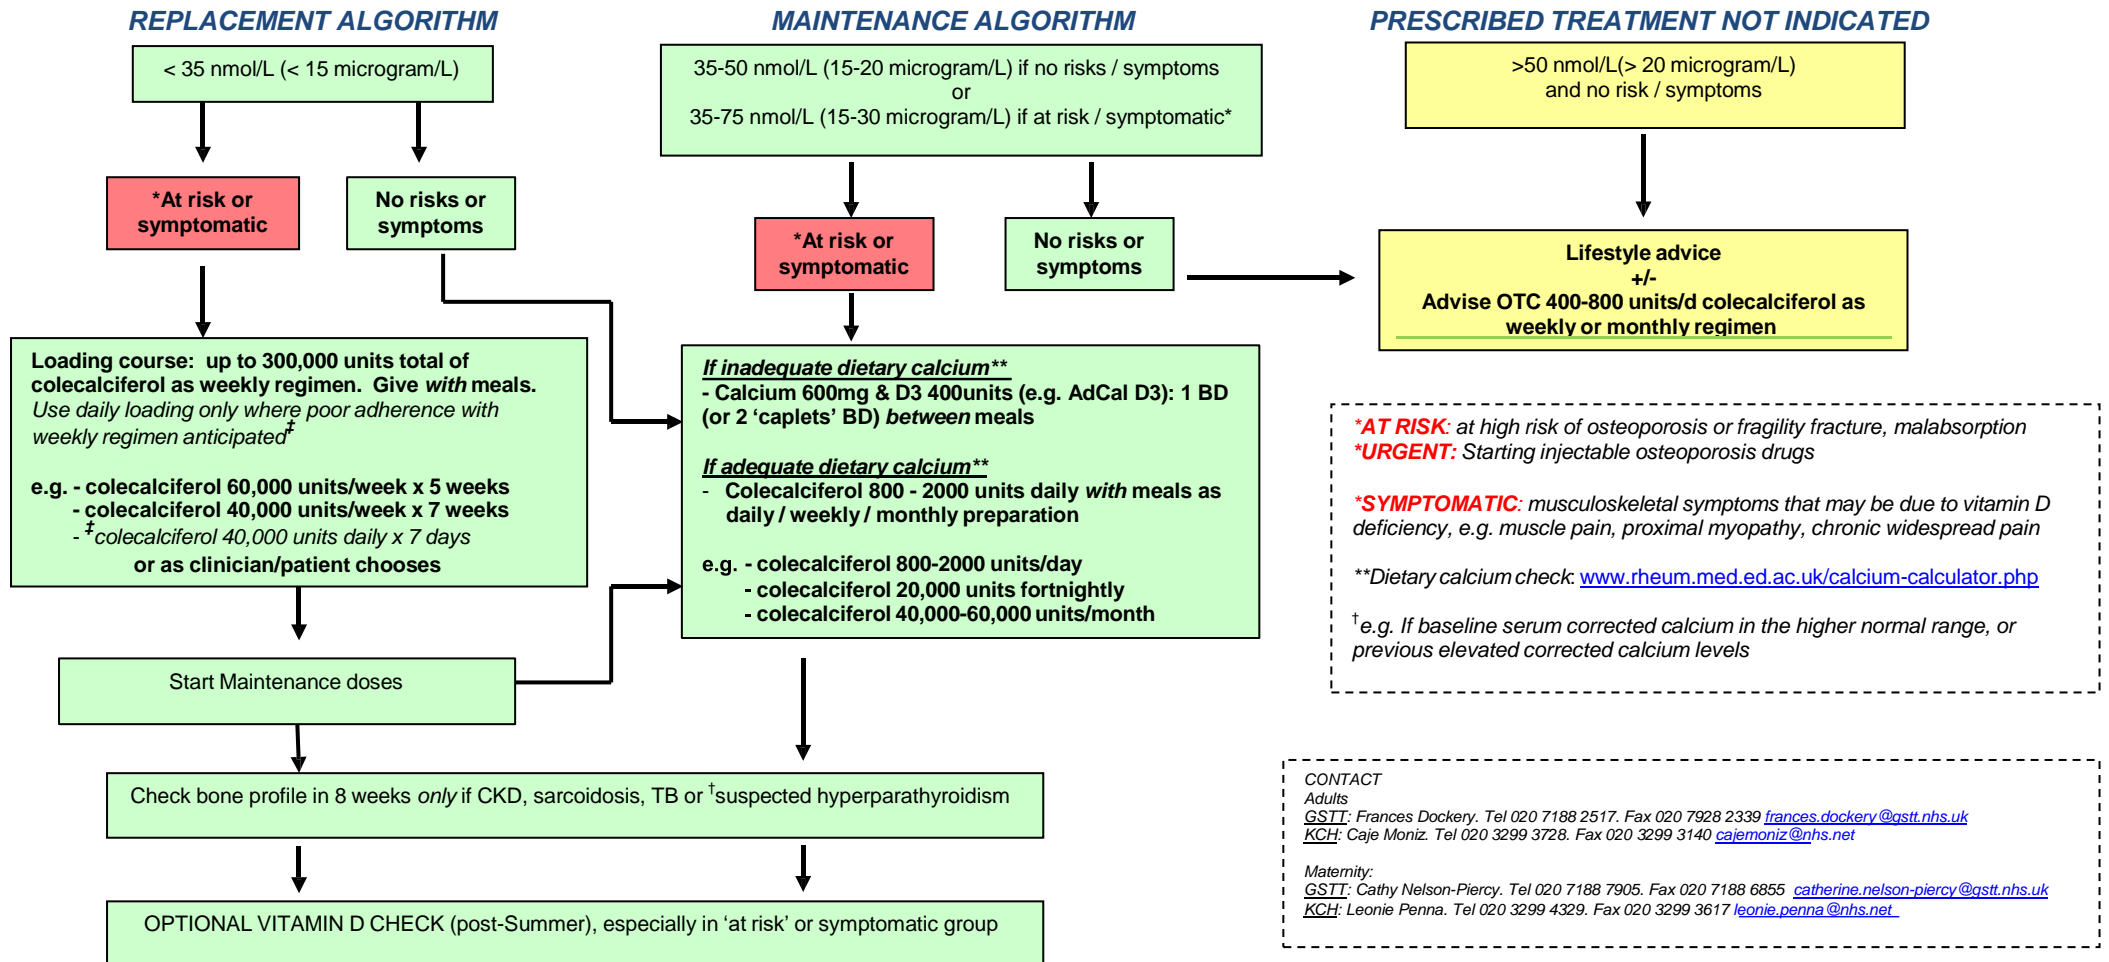 REPLACEMENT ALGORITHM
< 35 nmol/L (< 15 microgram/L)
*At risk or
symptomatic
No risks or
symptoms
Loading course:  up to 300,000 units total of
colecalciferol as weekly regimen.  Give with meals.
Use daily loading only where poor adherence with
weekly regimen anticipated‡
e.g. - colecalciferol 60,000 units/week x 5 weeks
- colecalciferol 40,000 units/week x 7 weeks
- ‡colecalciferol 40,000 units daily x 7 days
or as clinician/patient chooses
Start Maintenance doses
MAINTENANCE ALGORITHM
35-50 nmol/L (15-20 microgram/L) if no risks / symptoms
or
35-75 nmol/L (15-30 microgram/L) if at risk / symptomatic*
*At risk or
symptomatic
No risks or
symptoms
If inadequate dietary calcium**
- Calcium 600mg & D3 400units (e.g. AdCal D3): 1 BD
(or 2 ‘caplets’ BD) between meals
If adequate dietary calcium**
- Colecalciferol 800 - 2000 units daily with meals as
daily / weekly / monthly preparation
e.g. - colecalciferol 800-2000 units/day
- colecalciferol 20,000 units fortnightly
- colecalciferol 40,000-60,000 units/month
Check bone profile in 8 weeks only if CKD, sarcoidosis, TB or †suspected hyperparathyroidism
OPTIONAL VITAMIN D CHECK (post-Summer), especially in ‘at risk’ or symptomatic group
PRESCRIBED TREATMENT NOT INDICATED
>50 nmol/L(> 20 microgram/L)
and no risk / symptoms
Lifestyle advice
+/-
Advise OTC 400-800 units/d colecalciferol as
weekly or monthly regimen
*AT RISK: at high risk of osteoporosis or fragility fracture, malabsorption
*URGENT: Starting injectable osteoporosis drugs
*SYMPTOMATIC: musculoskeletal symptoms that may be due to vitamin D
deficiency, e.g. muscle pain, proximal myopathy, chronic widespread pain
**Dietary calcium check: www.rheum.med.ed.ac.uk/calcium-calculator.php
†e.g. If baseline serum corrected calcium in the higher normal range, or
previous elevated corrected calcium levels
CONTACT
Adults
GSTT: Frances Dockery. Tel 020 7188 2517. Fax 020 7928 2339 frances.dockery@gstt.nhs.uk
KCH: Caje Moniz. Tel 020 3299 3728. Fax 020 3299 3140 cajemoniz@nhs.net
Maternity:
GSTT: Cathy Nelson-Piercy. Tel 020 7188 7905. Fax 020 7188 6855  catherine.nelson-piercy@gstt.nhs.uk
KCH: Leonie Penna. Tel 020 3299 4329. Fax 020 3299 3617 leonie.penna@nhs.net